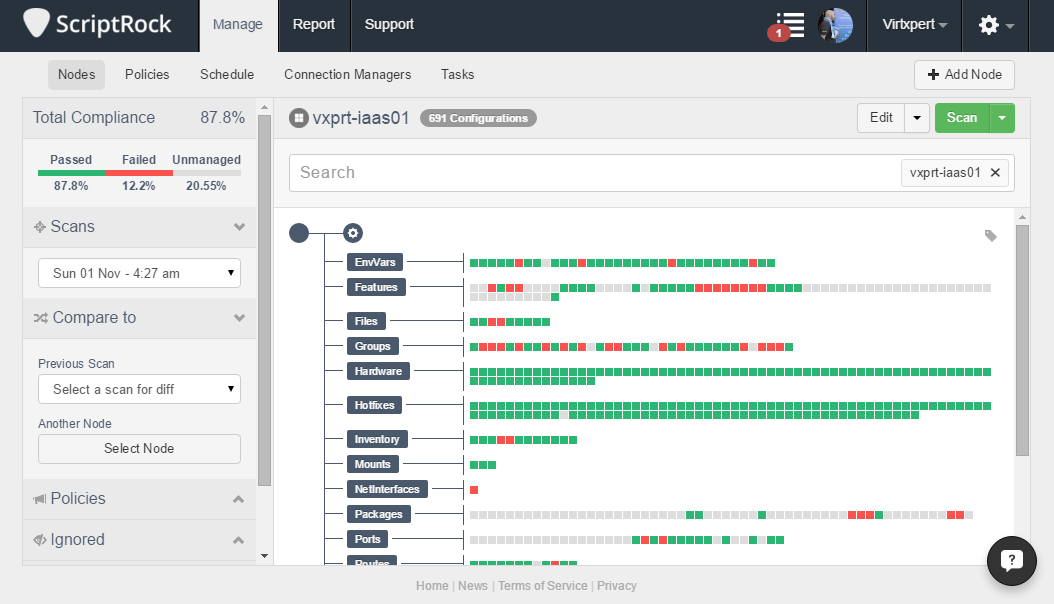 ScriptRock
Manage
Report
Support
1
Virtxpert
Nodes
Policies
Schedule
Connection Managers
Tasks
Add Node
Total Compliance 87.8%
Passed Failed Unmanaged
87.8% 12.2% 20.55%
Scans
Sun 01 Nov - 4:27 am
Compare to
Previous Scan
Select a scan for diff
Another Node
Select Node
Policies
Ignored
vxprt-iaas01 691 Configurations
Edit
Scan
Search
vxprt-iaas01 ✕
EnvVars
Features
Files
Groups
Hardware
Hotfixes
Inventory
Mounts
NetInterfaces
Packages
Ports
Routes
?
Home | News | Terms of Service | Privacy